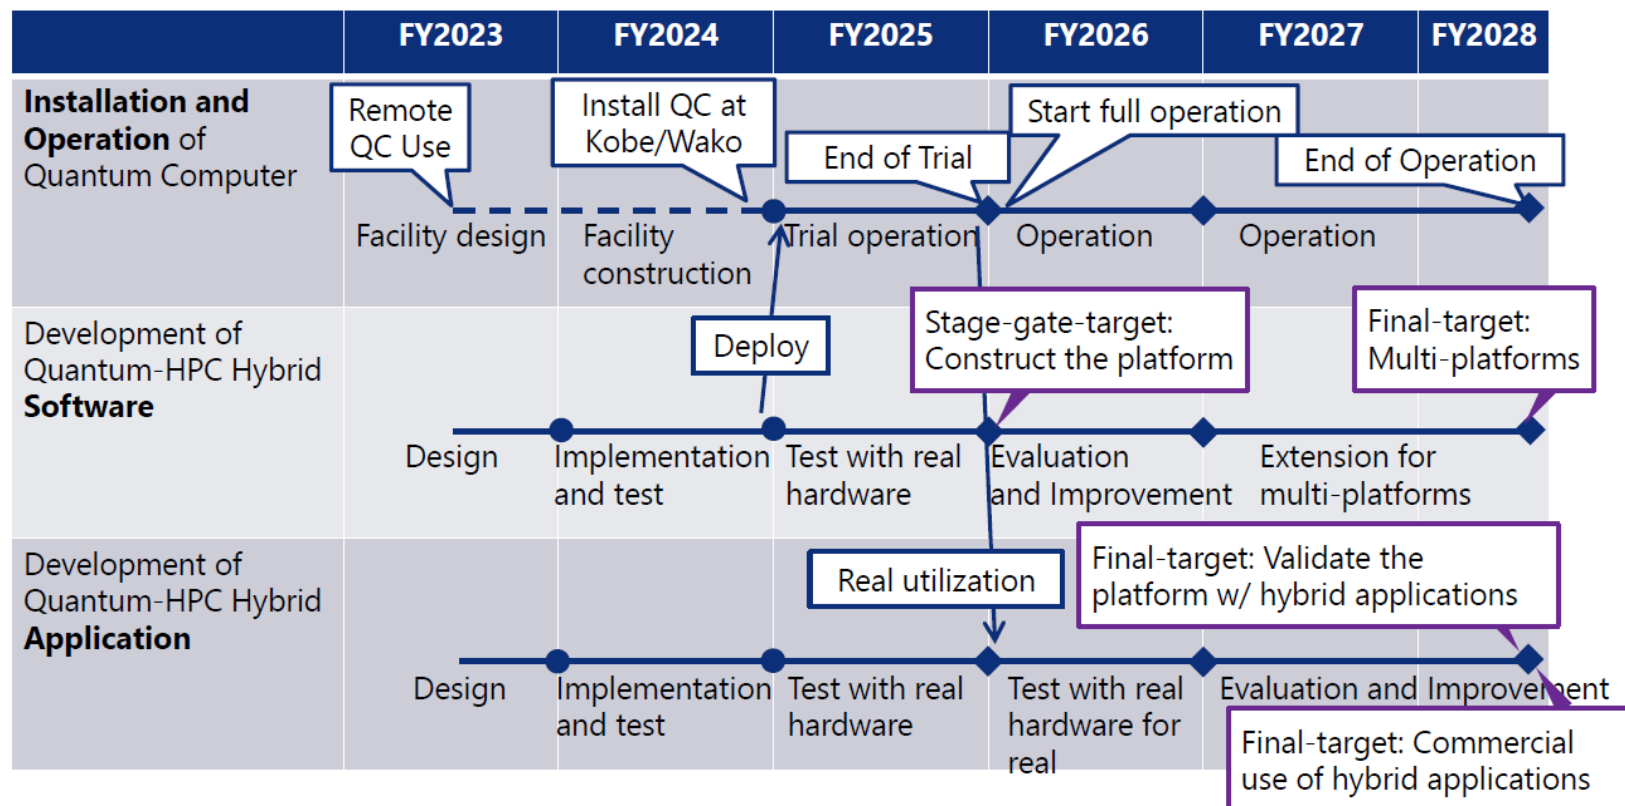 FY2023 FY2024 FY2025 FY2026 FY2027 FY2028
Installation and
Operation of
Quantum Computer
Remote
QC Use
Install QC at
Kobe/Wako
End of Trial
Start full operation
End of Operation
Facility design
Facility
construction
Trial operation
Operation
Operation
Development of
Quantum-HPC Hybrid
Software
Deploy
Stage-gate-target:
Construct the platform
Final-target:
Multi-platforms
Design
Implementation
and test
Test with real
hardware
Evaluation
and Improvement
Extension for
multi-platforms
Development of
Quantum-HPC Hybrid
Application
Real utilization
Final-target: Validate the
platform w/ hybrid applications
Design
Implementation
and test
Test with real
hardware
Test with real
hardware for
real
Evaluation and Improvement
Final-target: Commercial
use of hybrid applications